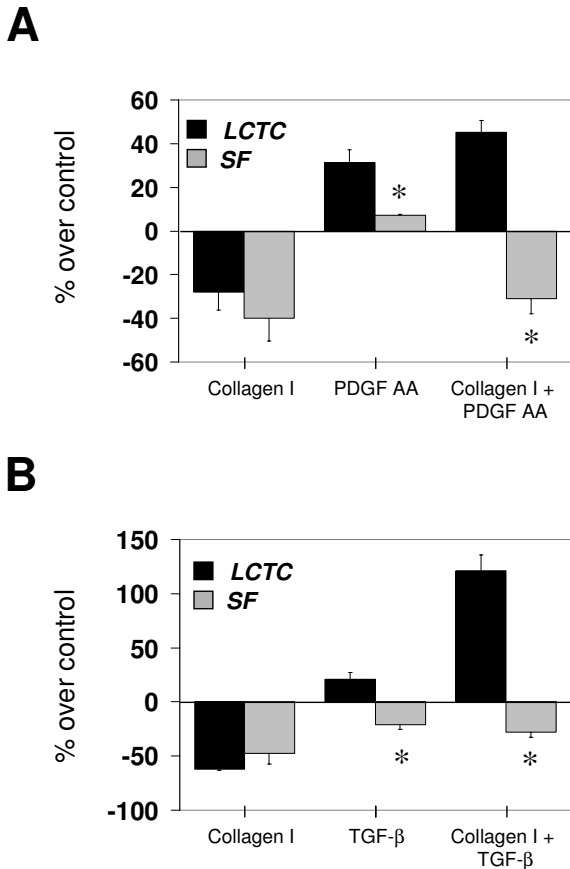 A
% over control
60
40
20
0
-20
-40
-60
LCTC
SF
*
*
Collagen I
PDGF AA
Collagen I +
PDGF AA
B
% over control
150
100
50
0
-50
-100
LCTC
SF
*
*
Collagen I
TGF-β
Collagen I +
TGF-β